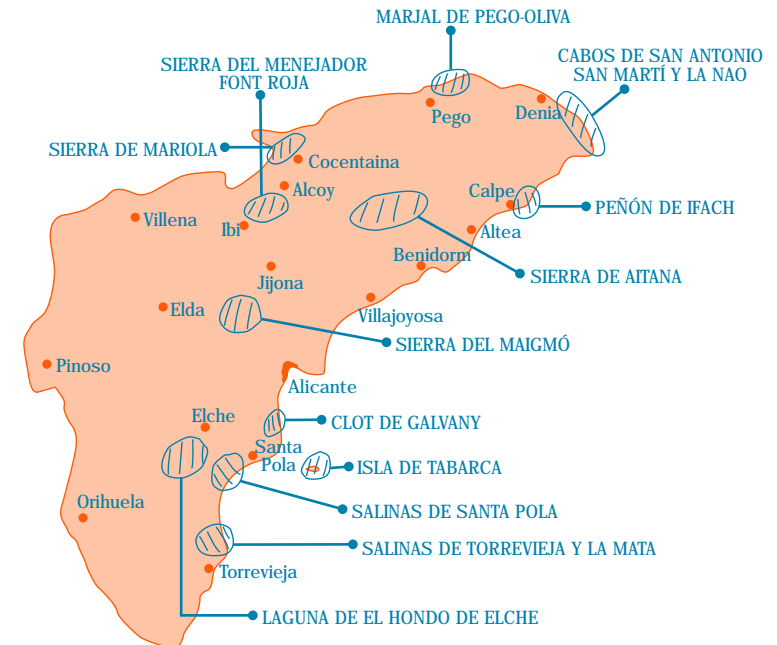 MARJAL DE PEGO-OLIVA
CABOS DE SAN ANTONIO
SAN MARTÍ Y LA NAO
SIERRA DEL MENEJADOR
FONT ROJA
Pego
Denia
SIERRA DE MARIOLA
Cocentaina
Alcoy
Calpe
PEÑÓN DE IFACH
Villena
Ibi
Altea
Benidorm
SIERRA DE AITANA
Jijona
Elda
Villajoyosa
SIERRA DEL MAIGMÓ
Pinoso
Alicante
Elche
CLOT DE GALVANY
Santa
Pola
ISLA DE TABARCA
Orihuela
SALINAS DE SANTA POLA
SALINAS DE TORREVIEJA Y LA MATA
Torrevieja
LAGUNA DE EL HONDO DE ELCHE